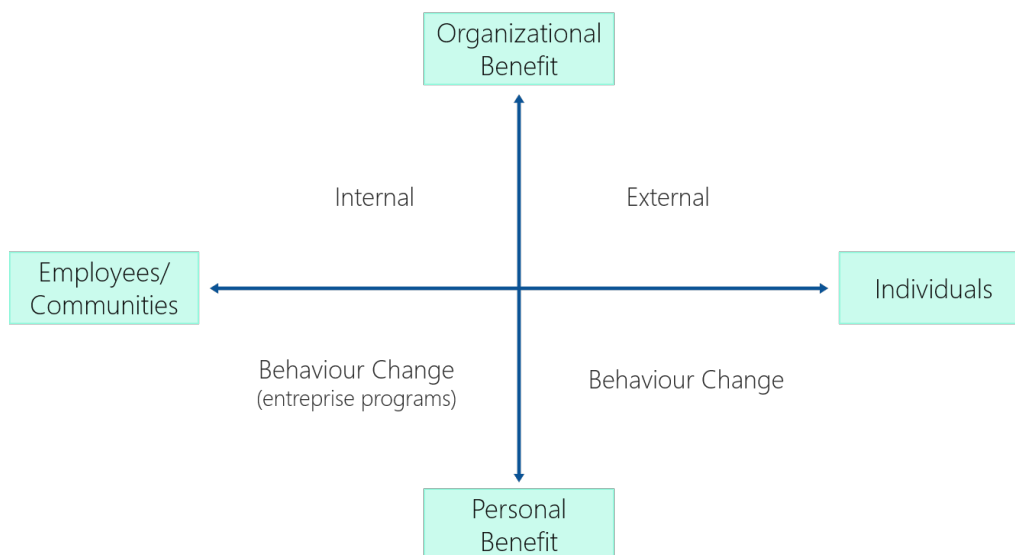 Organizational
Benefit
Internal
External
Employees/
Communities
Individuals
Behaviour Change
(entreprise programs)
Behaviour Change
Personal
Benefit